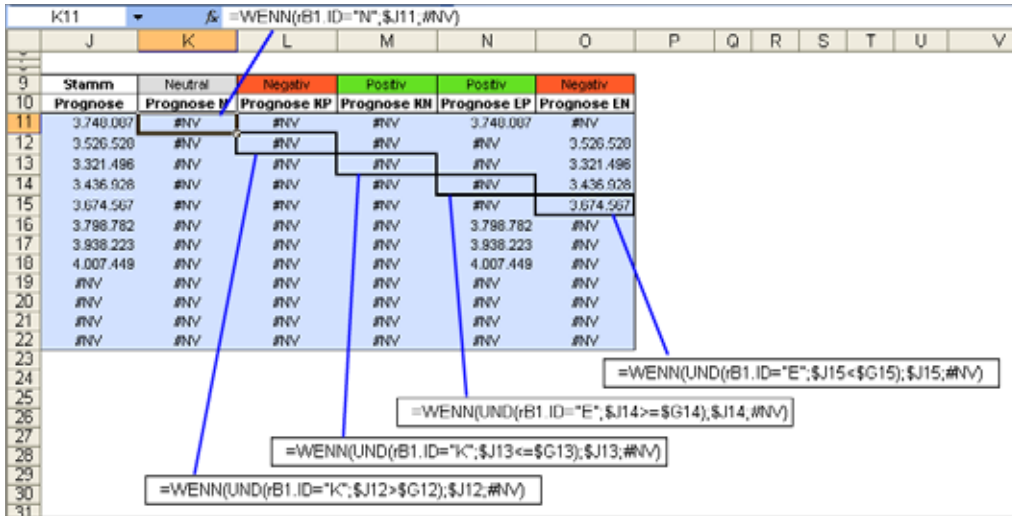 K11 fx =WENN(rB1.ID="N";$J11;#NV)
J K L M N O P Q R S T U V
9 Stamm Neutral Negativ Positiv Positiv Negativ
10 Prognose Prognose N Prognose KP Prognose KN Prognose EP Prognose EN
11 3.748.087 #NV #NV #NV 3.748.087 #NV
12 3.526.528 #NV #NV #NV #NV 3.526.528
13 3.321.496 #NV #NV #NV #NV 3.321.496
14 3.436.928 #NV #NV #NV #NV 3.436.928
15 3.674.567 #NV #NV #NV #NV 3.674.567
16 3.798.782 #NV #NV #NV 3.798.782 #NV
17 3.938.223 #NV #NV #NV 3.938.223 #NV
18 4.007.449 #NV #NV #NV 4.007.449 #NV
19 #NV #NV #NV #NV #NV #NV
20 #NV #NV #NV #NV #NV #NV
21 #NV #NV #NV #NV #NV #NV
22 #NV #NV #NV #NV #NV #NV
23
24 =WENN(UND(rB1.ID="E";$J15<$G15);$J15;#NV)
25
26 =WENN(UND(rB1.ID="E";$J14>=$G14);$J14;#NV)
27
28 =WENN(UND(rB1.ID="K";$J13<=$G13);$J13;#NV)
29
30 =WENN(UND(rB1.ID="K";$J12>$G12);$J12;#NV)
31